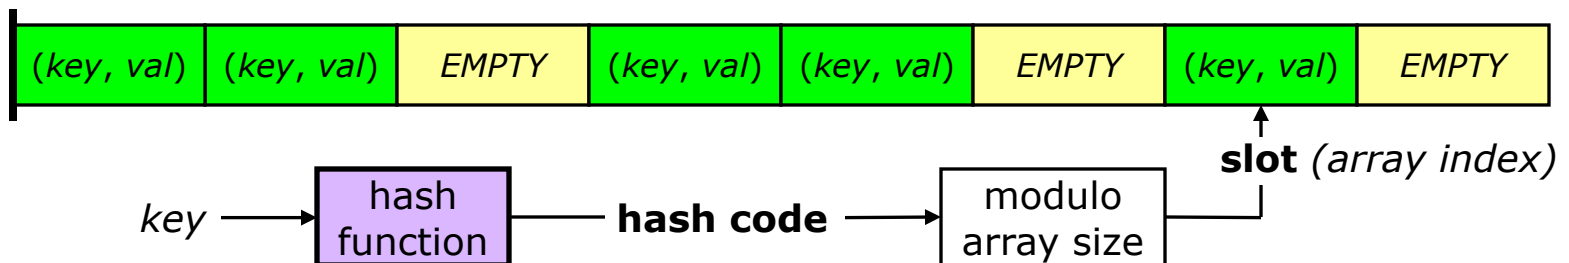 (key, val) (key, val) EMPTY (key, val) (key, val) EMPTY (key, val) EMPTY
slot (array index)
key hash function hash code modulo array size